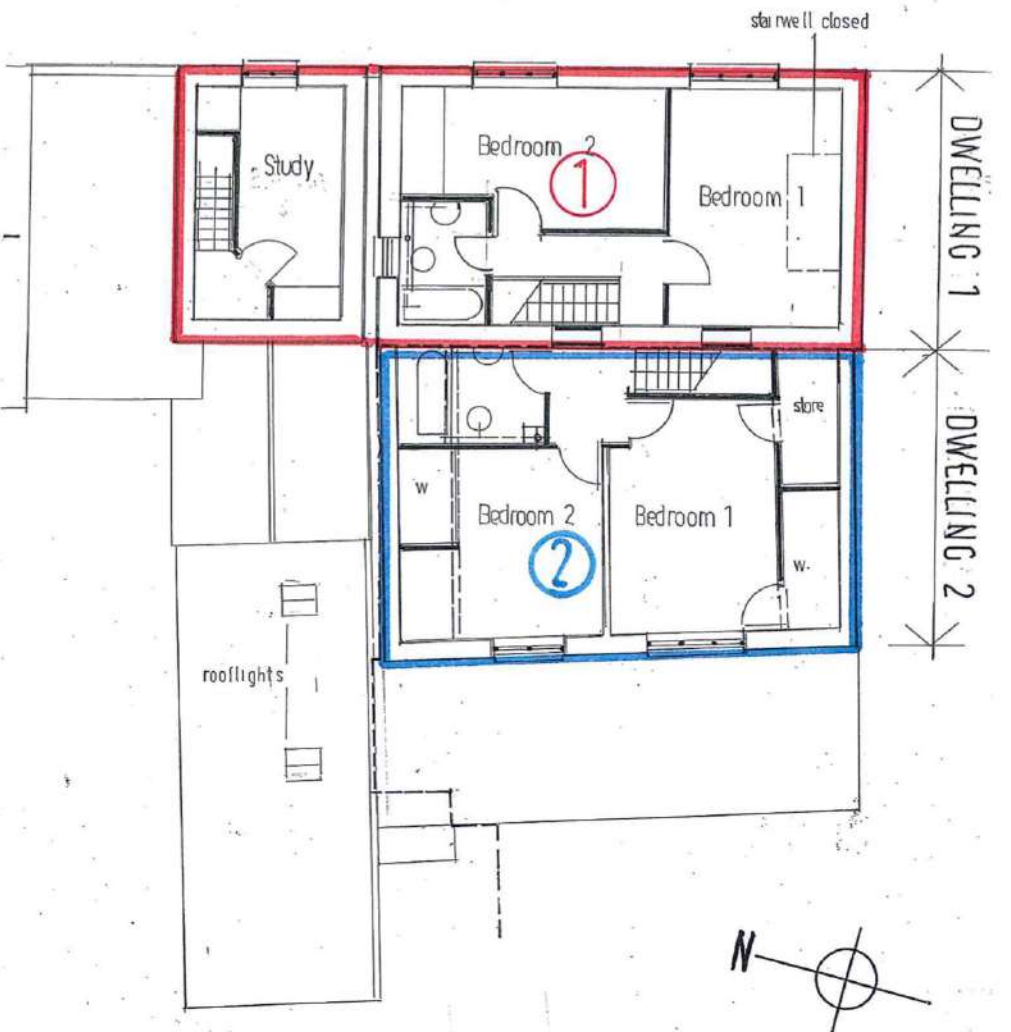 stairwell closed
Study
Bedroom 2
1
Bedroom 1
DWELLING 1
store
W
Bedroom 2
2
Bedroom 1
W.
DWELLING 2
rooflights
N